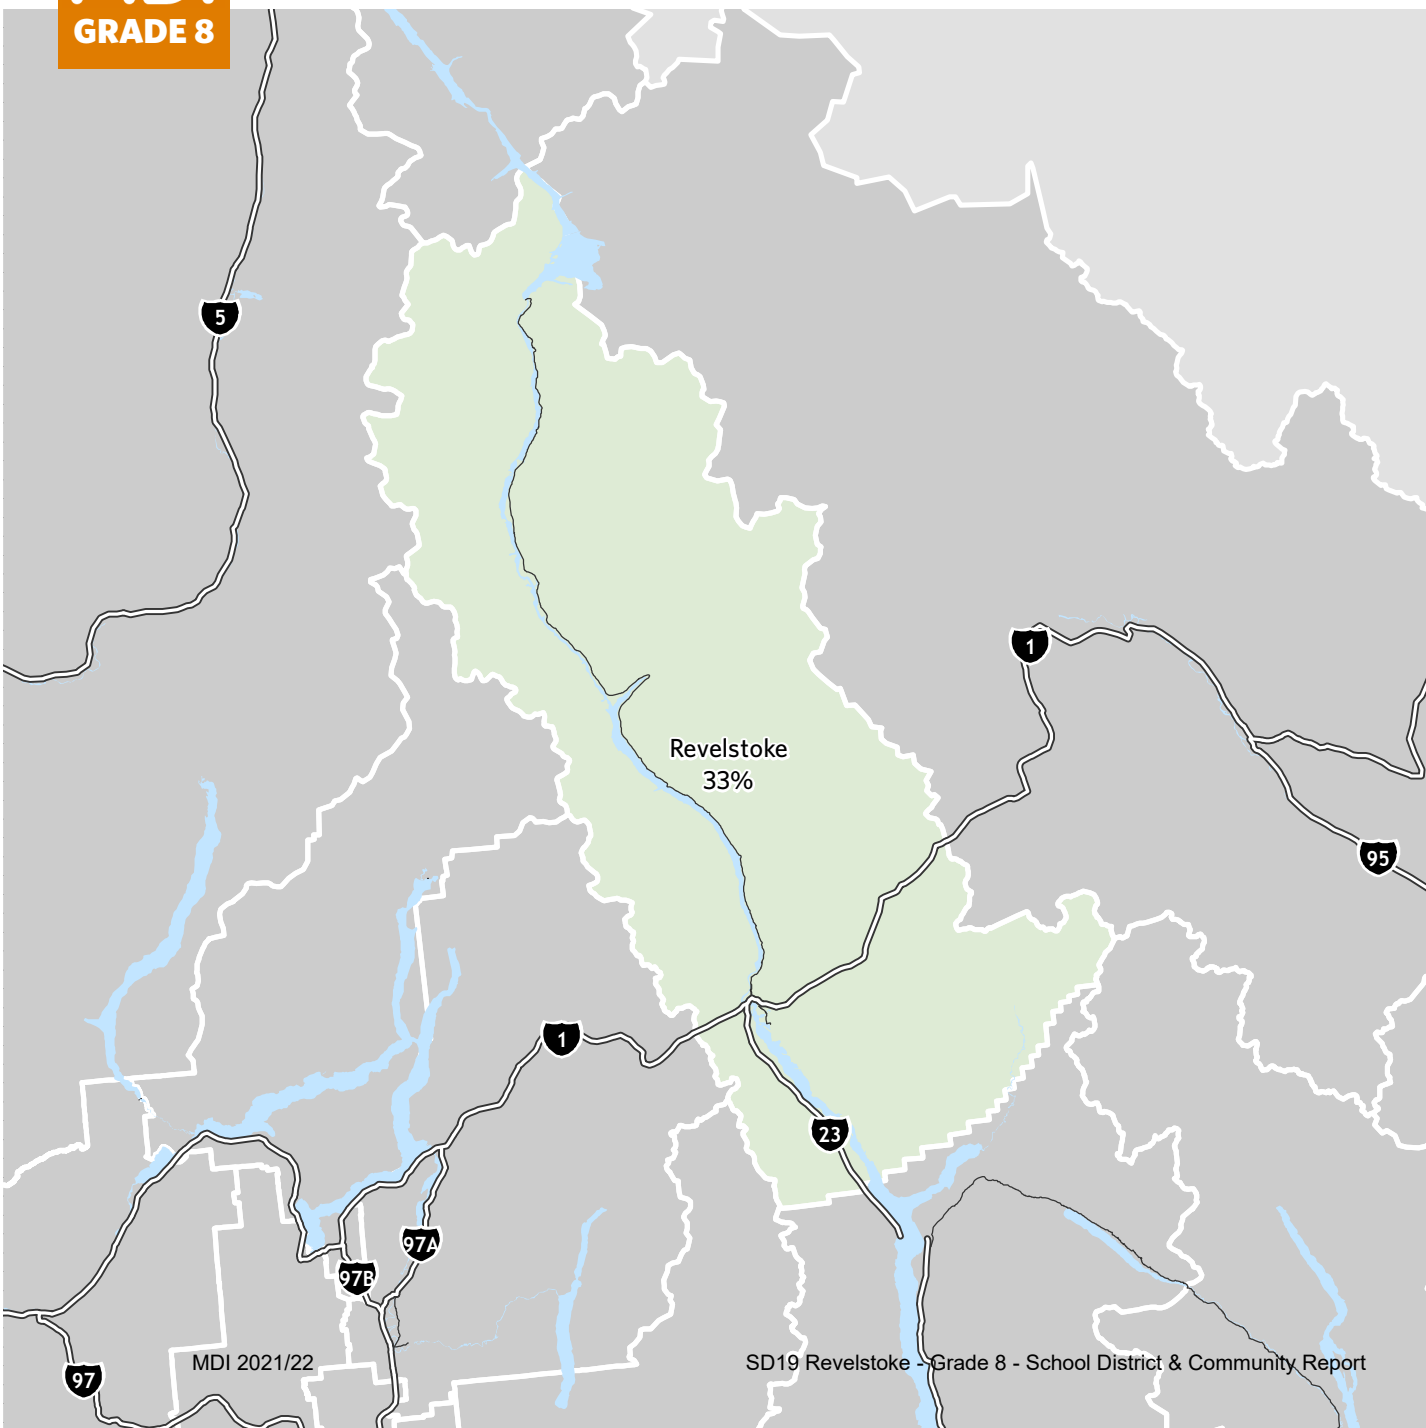 GRADE 8
5
1
Revelstoke
33%
95
1
23
97A
97B
MDI 2021/22
SD19 Revelstoke - Grade 8 - School District & Community Report
97